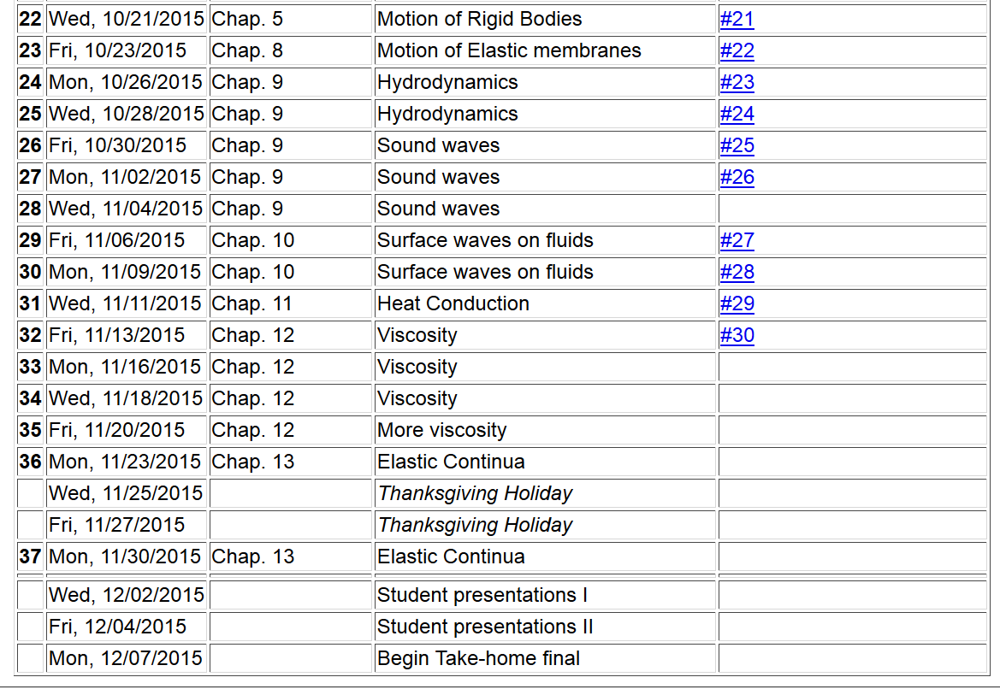 22 Wed, 10/21/2015 Chap. 5 Motion of Rigid Bodies #21
23 Fri, 10/23/2015 Chap. 8 Motion of Elastic membranes #22
24 Mon, 10/26/2015 Chap. 9 Hydrodynamics #23
25 Wed, 10/28/2015 Chap. 9 Hydrodynamics #24
26 Fri, 10/30/2015 Chap. 9 Sound waves #25
27 Mon, 11/02/2015 Chap. 9 Sound waves #26
28 Wed, 11/04/2015 Chap. 9 Sound waves
29 Fri, 11/06/2015 Chap. 10 Surface waves on fluids #27
30 Mon, 11/09/2015 Chap. 10 Surface waves on fluids #28
31 Wed, 11/11/2015 Chap. 11 Heat Conduction #29
32 Fri, 11/13/2015 Chap. 12 Viscosity #30
33 Mon, 11/16/2015 Chap. 12 Viscosity
34 Wed, 11/18/2015 Chap. 12 Viscosity
35 Fri, 11/20/2015 Chap. 12 More viscosity
36 Mon, 11/23/2015 Chap. 13 Elastic Continua
Wed, 11/25/2015 Thanksgiving Holiday
Fri, 11/27/2015 Thanksgiving Holiday
37 Mon, 11/30/2015 Chap. 13 Elastic Continua
Wed, 12/02/2015 Student presentations I
Fri, 12/04/2015 Student presentations II
Mon, 12/07/2015 Begin Take-home final